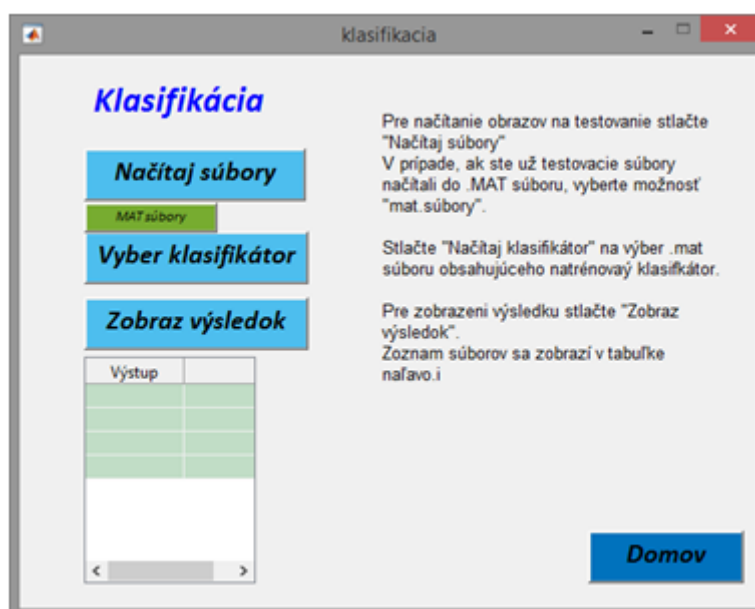 klasifikacia
Klasifikácia
Načítaj súbory
MAT súbory
Vyber klasifikátor
Zobraz výsledok
Výstup
Pre načítanie obrazov na testovanie stlačte
"Načítaj súbory"
V prípade, ak ste už testovacie súbory
načítali do .MAT súboru, vyberte možnosť
"mat.súbory".
Stlačte "Načítaj klasifikátor" na výber .mat
súboru obsahujúceho natrénovaý klasifkátor.
Pre zobrazeni výsledku stlačte "Zobraz
výsledok".
Zoznam súborov sa zobrazí v tabuľke
naľavo.i
Domov